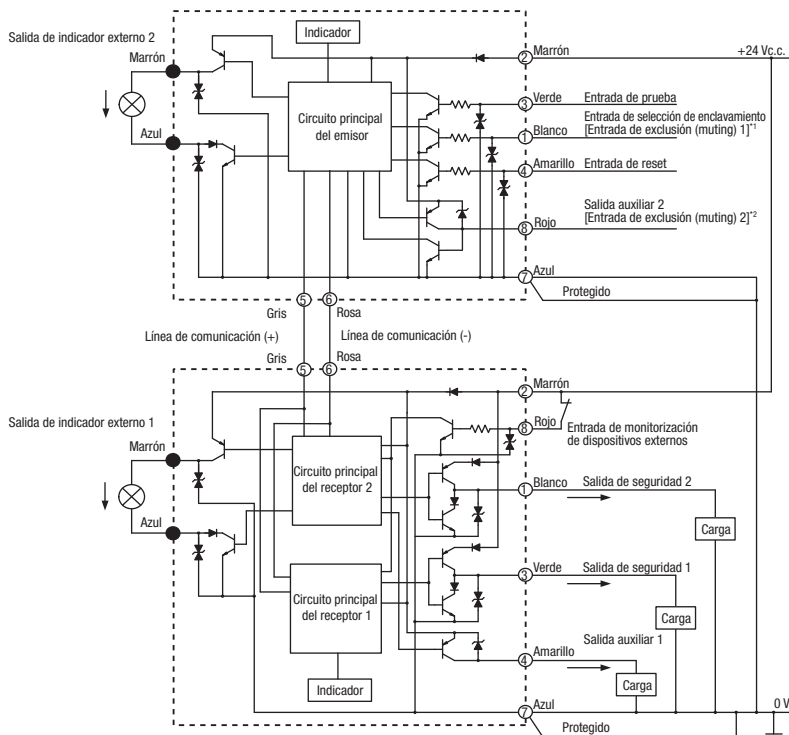 Salida de indicador externo 2
Indicador
Marrón
Azul
Circuito principal
del emisor
2 Marrón
+24 Vc.c.
3 Verde
Entrada de prueba
1 Blanco
Entrada de selección de enclavamiento
[Entrada de exclusión (muting) 1]*1
4 Amarillo
Entrada de reset
8 Rojo
Salida auxiliar 2
[Entrada de exclusión (muting) 2]*2
7 Azul
Protegido
5 6
Gris
Rosa
Línea de comunicación (+)
Línea de comunicación (-)
Gris
Rosa
5 6
Salida de indicador externo 1
Marrón
Azul
Circuito principal
del receptor 2
Circuito principal
del receptor 1
Indicador
2 Marrón
8 Rojo
Entrada de monitorización
de dispositivos externos
1 Blanco
Salida de seguridad 2
Carga
3 Verde
Salida de seguridad 1
Carga
4 Amarillo
Salida auxiliar 1
Carga
7 Azul
0 V
Protegido